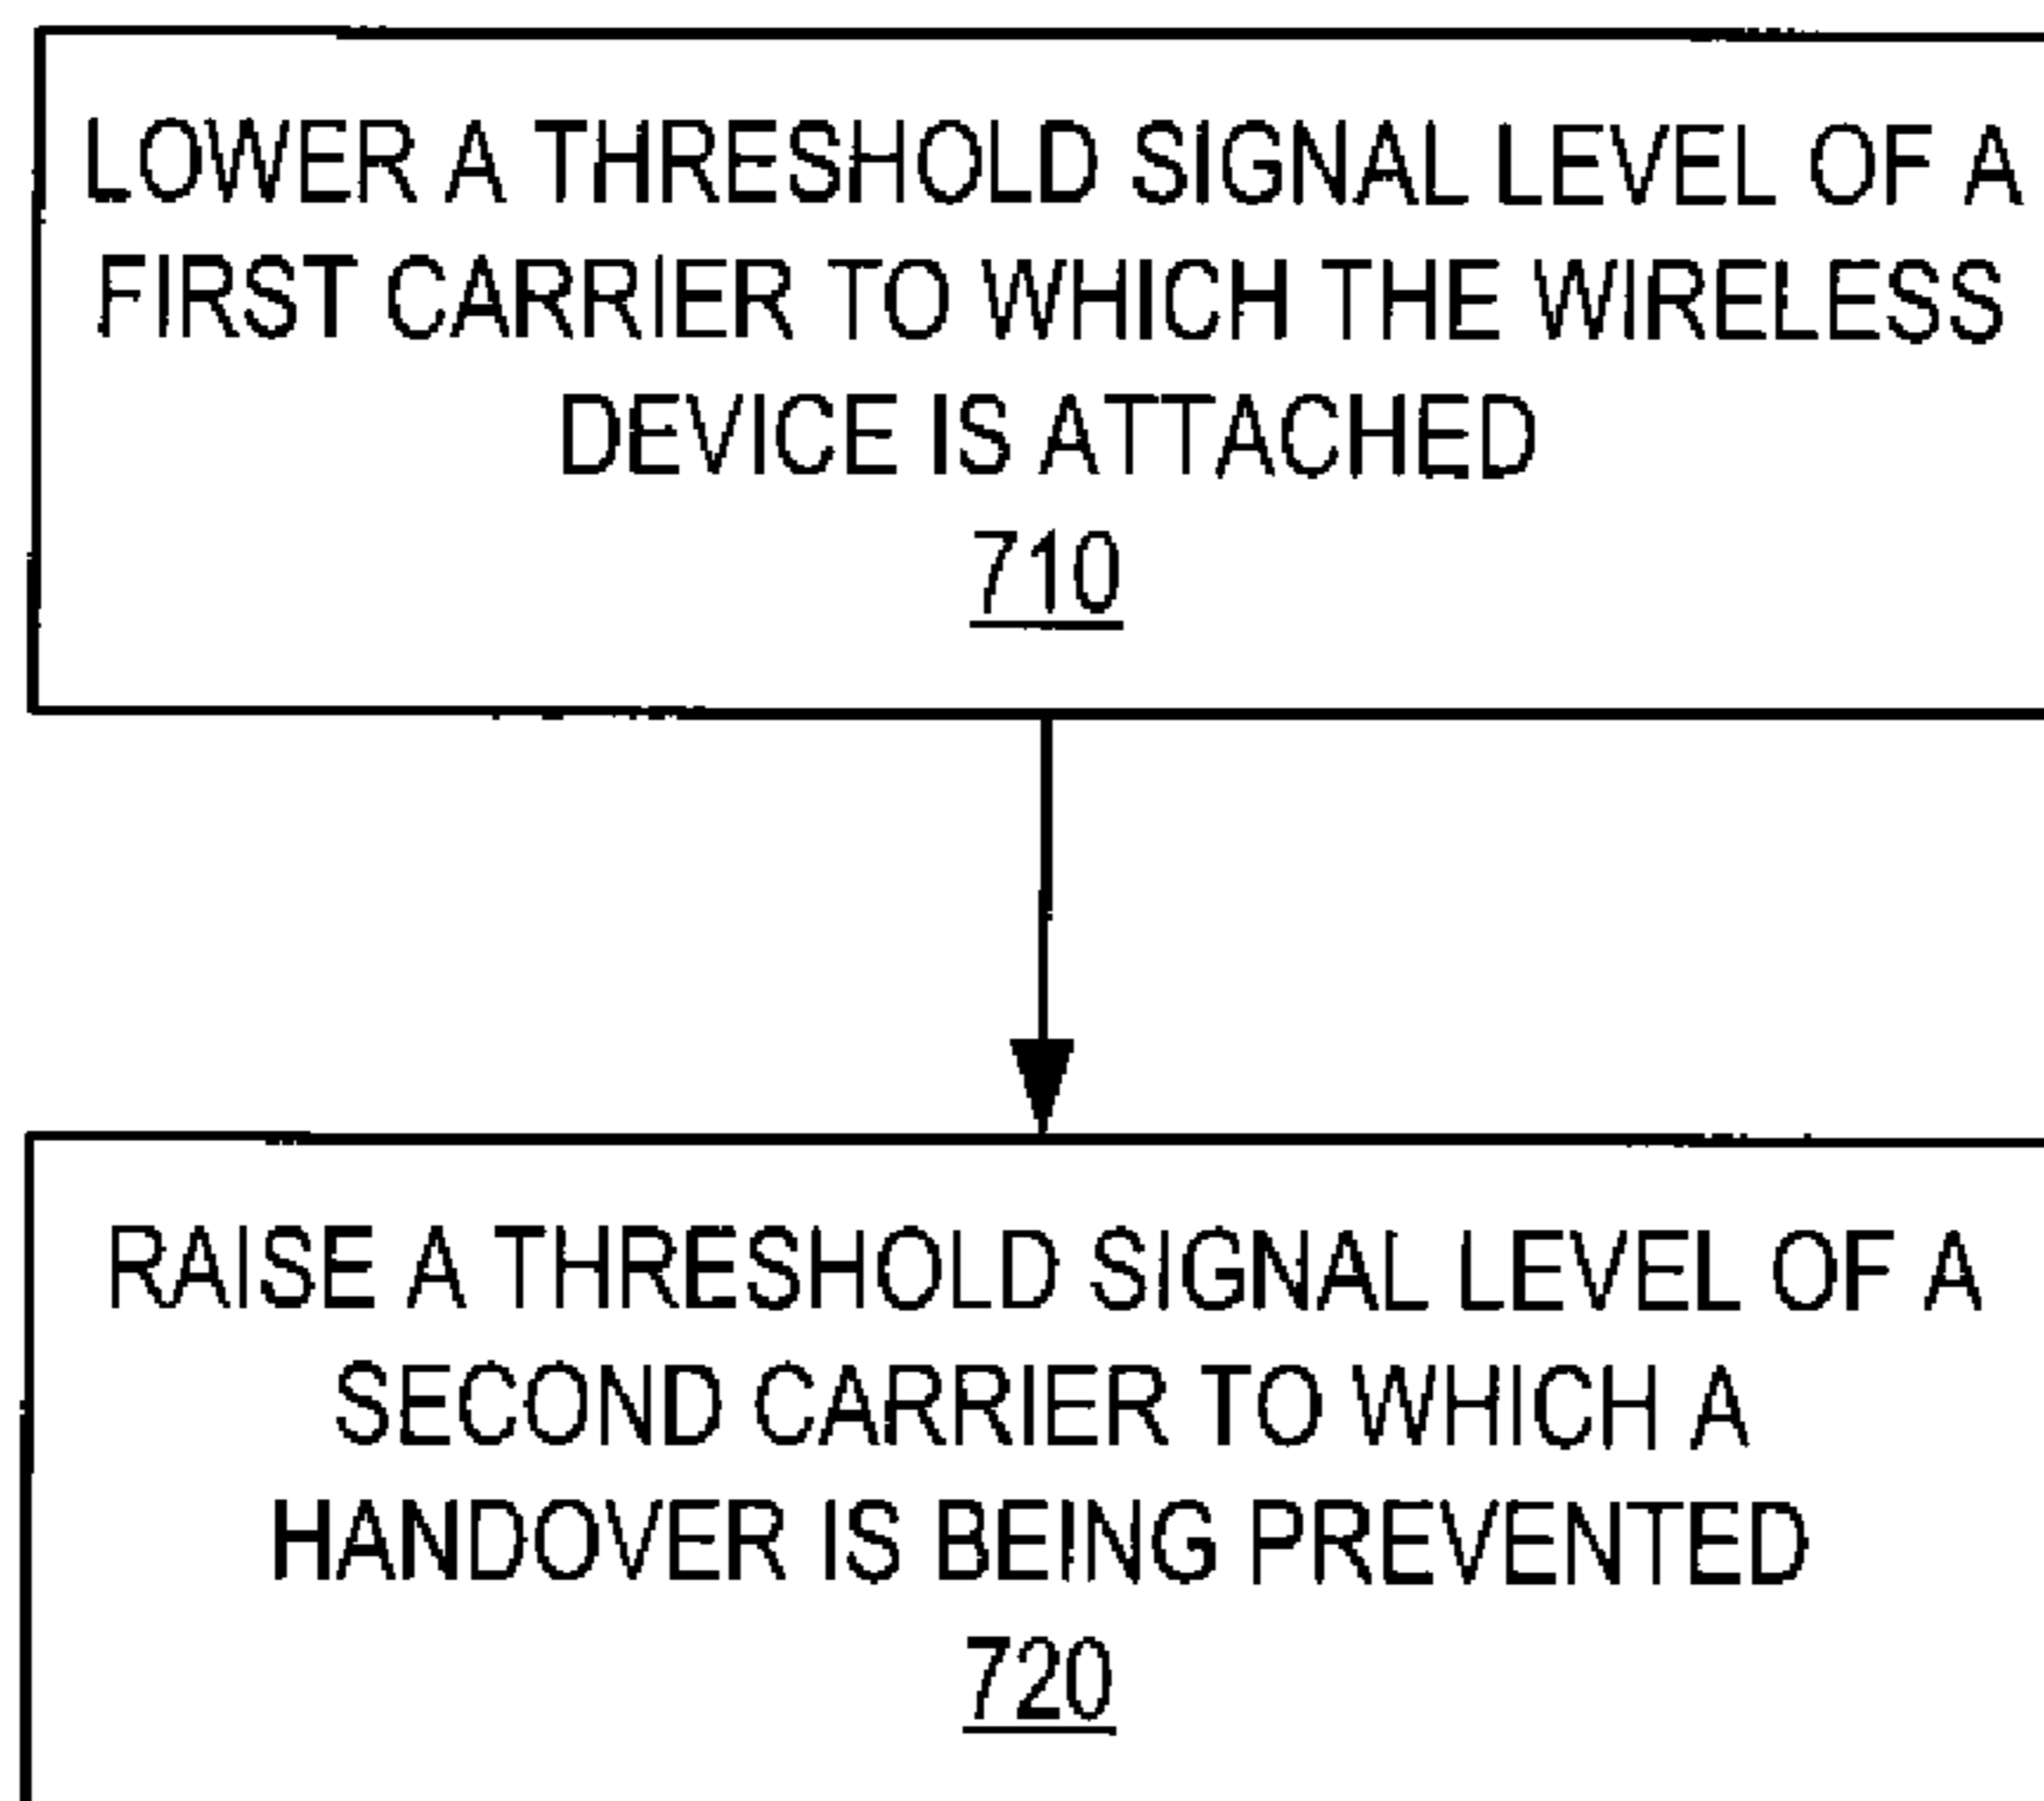 LOWER A THRESHOLD SIGNAL LEVEL OF A
FIRST CARRIER TO WHICH THE WIRELESS
DEVICE IS ATTACHED
710
RAISE A THRESHOLD SIGNAL LEVEL OF A
SECOND CARRIER TO WHICH A
HANDOVER IS BEING PREVENTED
720